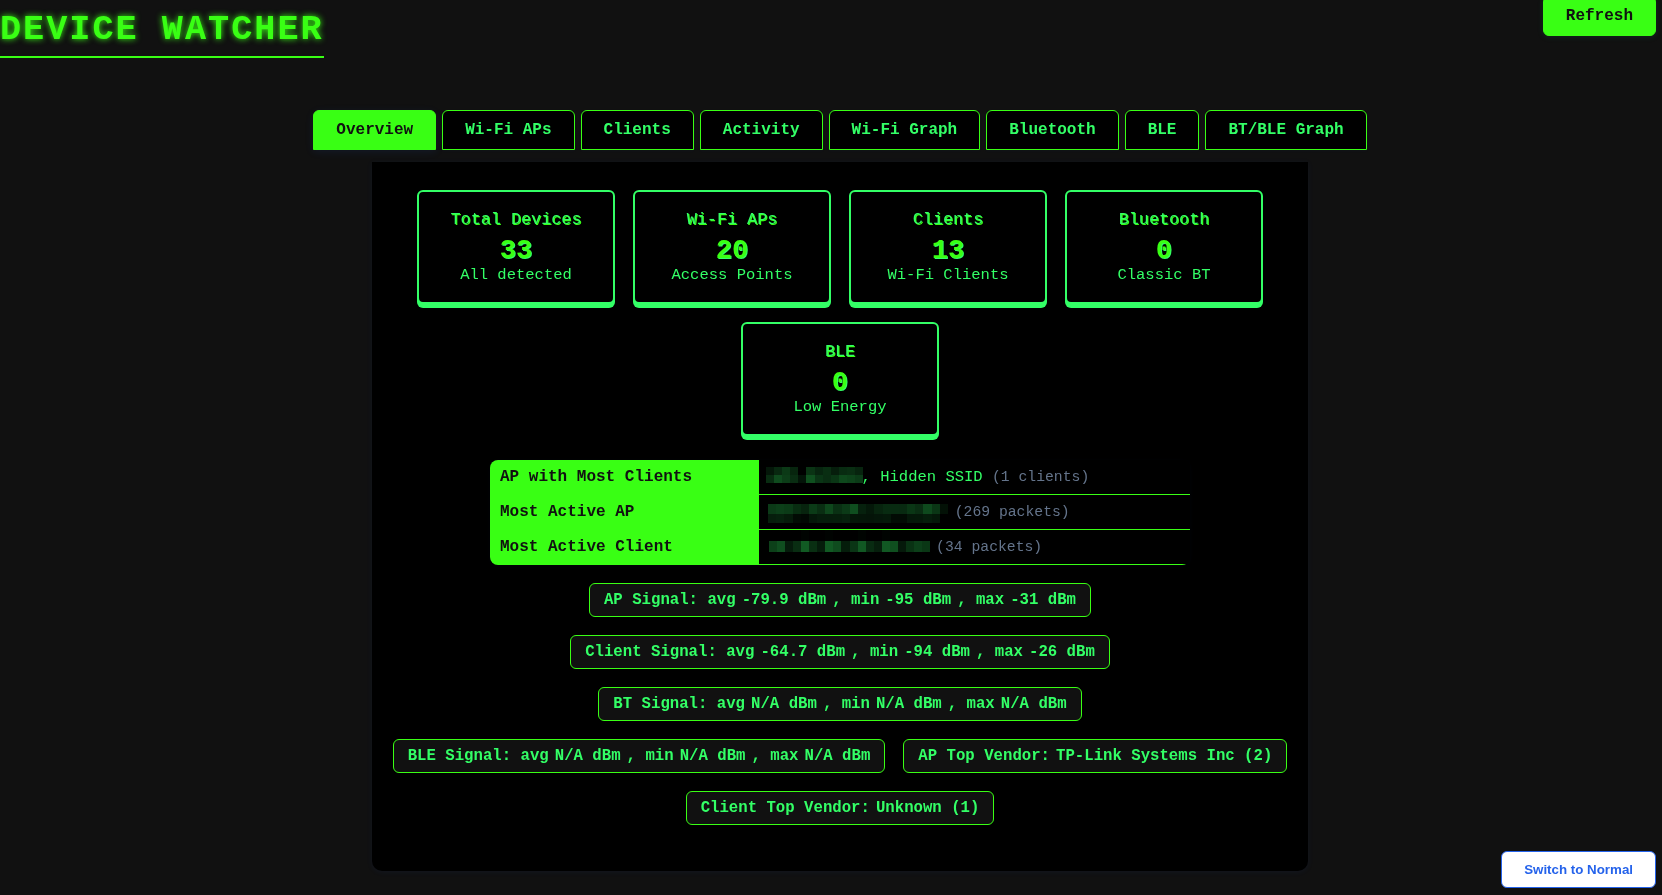 DEVICE WATCHER
Refresh
Overview Wi-Fi APs Clients Activity Wi-Fi Graph Bluetooth BLE BT/BLE Graph
Total Devices
33
All detected
Wi-Fi APs
20
Access Points
Clients
13
Wi-Fi Clients
Bluetooth
0
Classic BT
BLE
0
Low Energy
AP with Most Clients , Hidden SSID (1 clients)
Most Active AP (269 packets)
Most Active Client (34 packets)
AP Signal: avg -79.9 dBm , min -95 dBm , max -31 dBm
Client Signal: avg -64.7 dBm , min -94 dBm , max -26 dBm
BT Signal: avg N/A dBm , min N/A dBm , max N/A dBm
BLE Signal: avg N/A dBm , min N/A dBm , max N/A dBm
AP Top Vendor: TP-Link Systems Inc (2)
Client Top Vendor: Unknown (1)
Switch to Normal